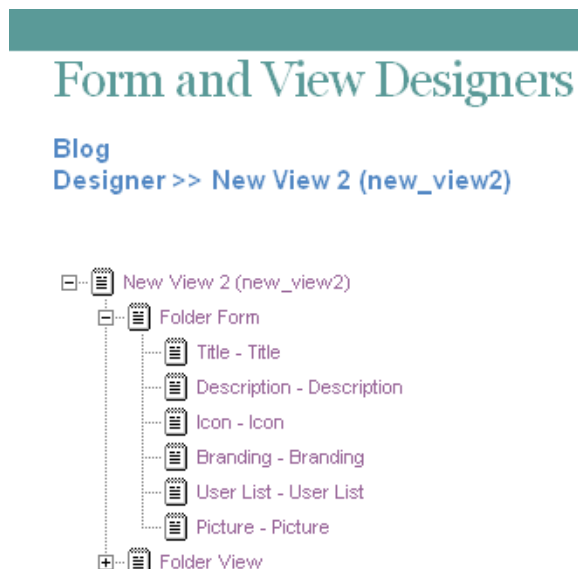 Form and View Designers
Blog
Designer >> New View 2 (new_view2)
New View 2 (new_view2)
Folder Form
Title - Title
Description - Description
Icon - Icon
Branding - Branding
User List - User List
Picture - Picture
Folder View